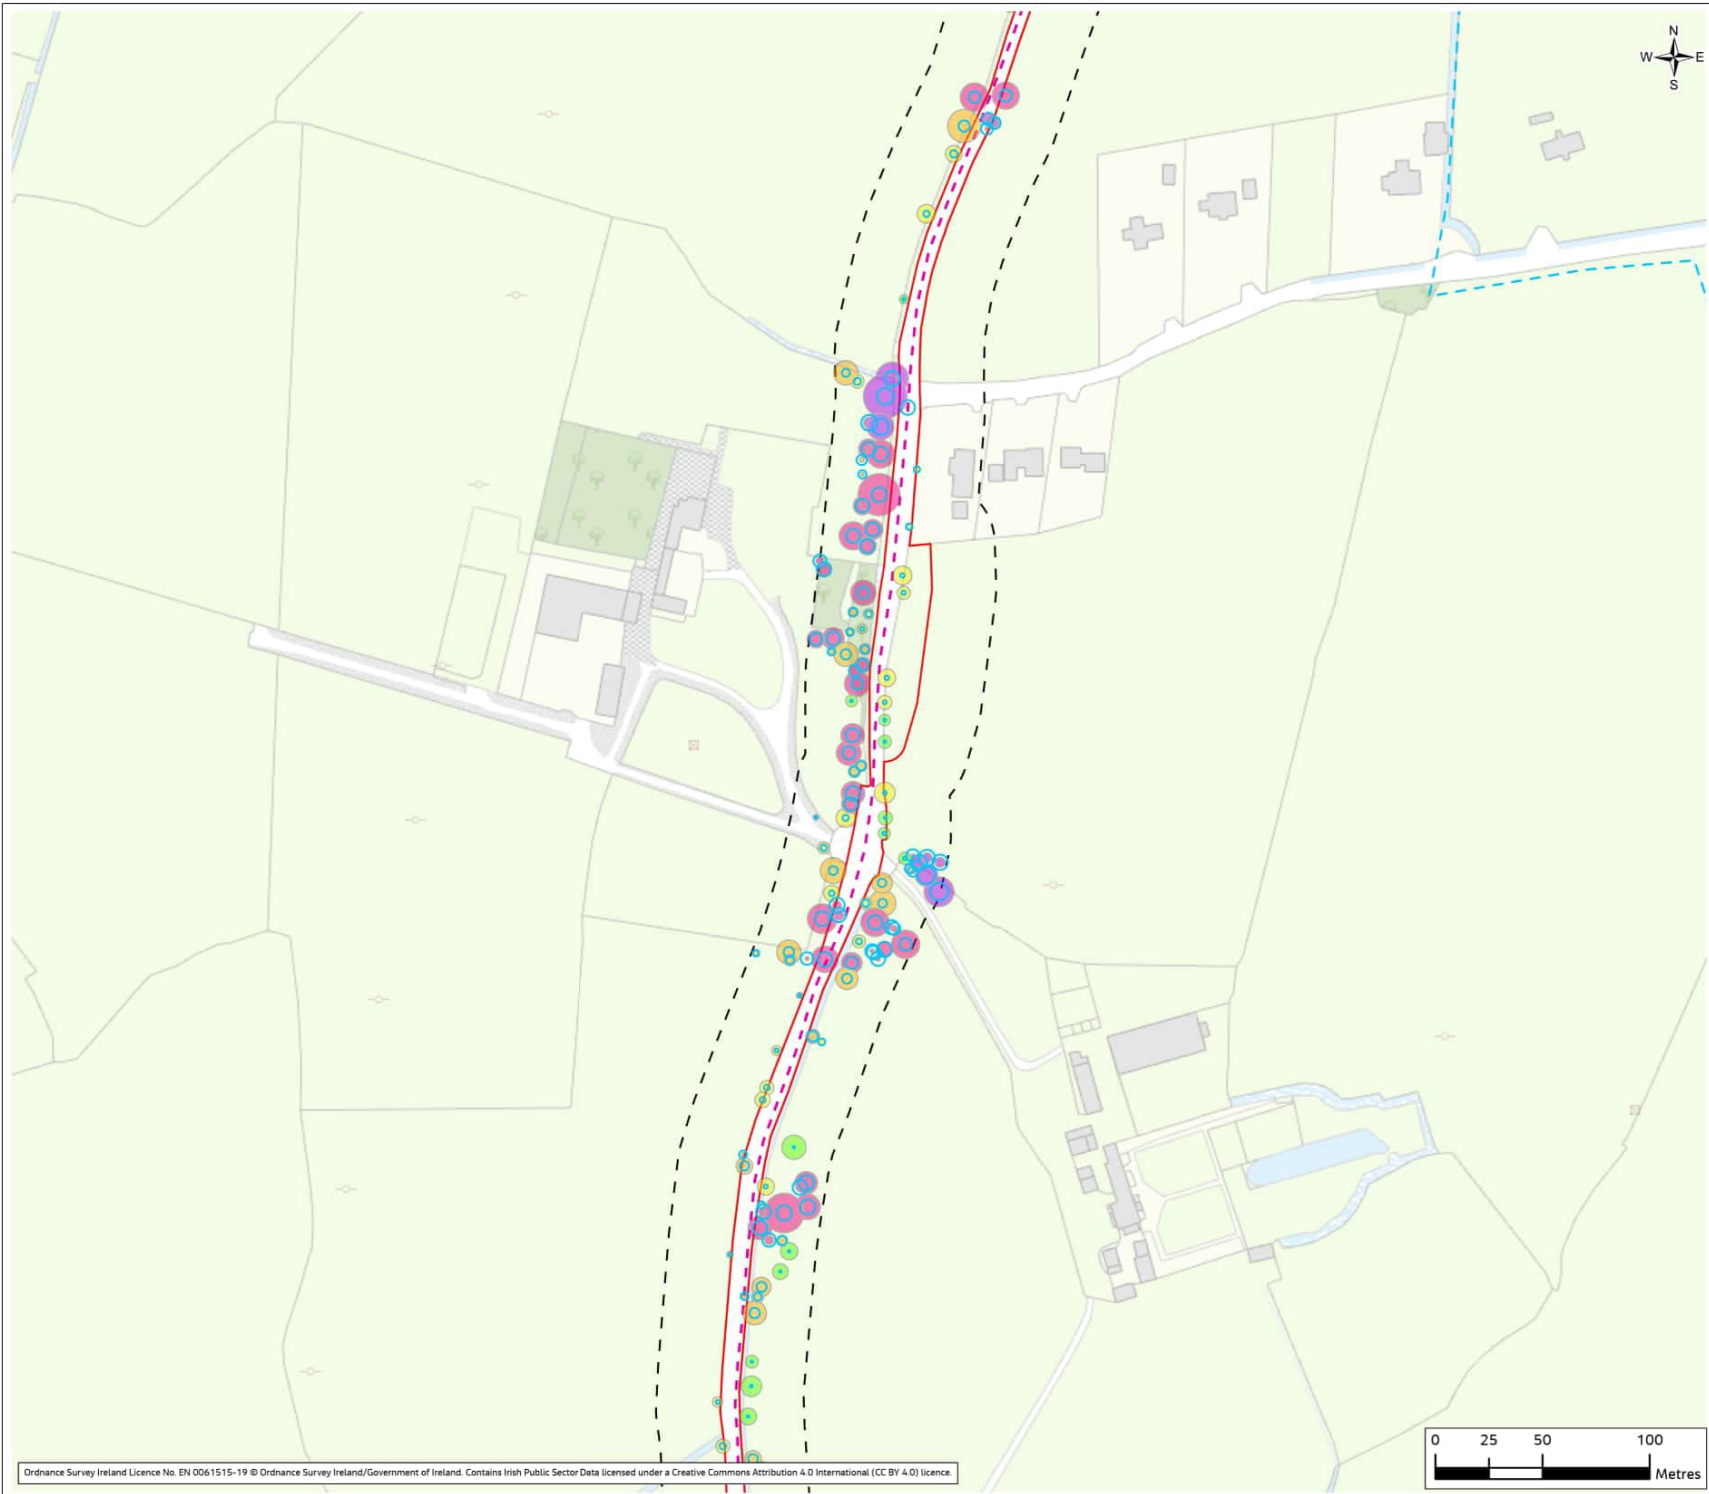 N
W E
S
0 25 50 100
Metres
Ordnance Survey Ireland Licence No. EN 0061515-19 © Ordnance Survey Ireland/Government of Ireland. Contains Irish Public Sector Data licensed under a Creative Commons Attribution 4.0 International (CC BY 4.0) licence.